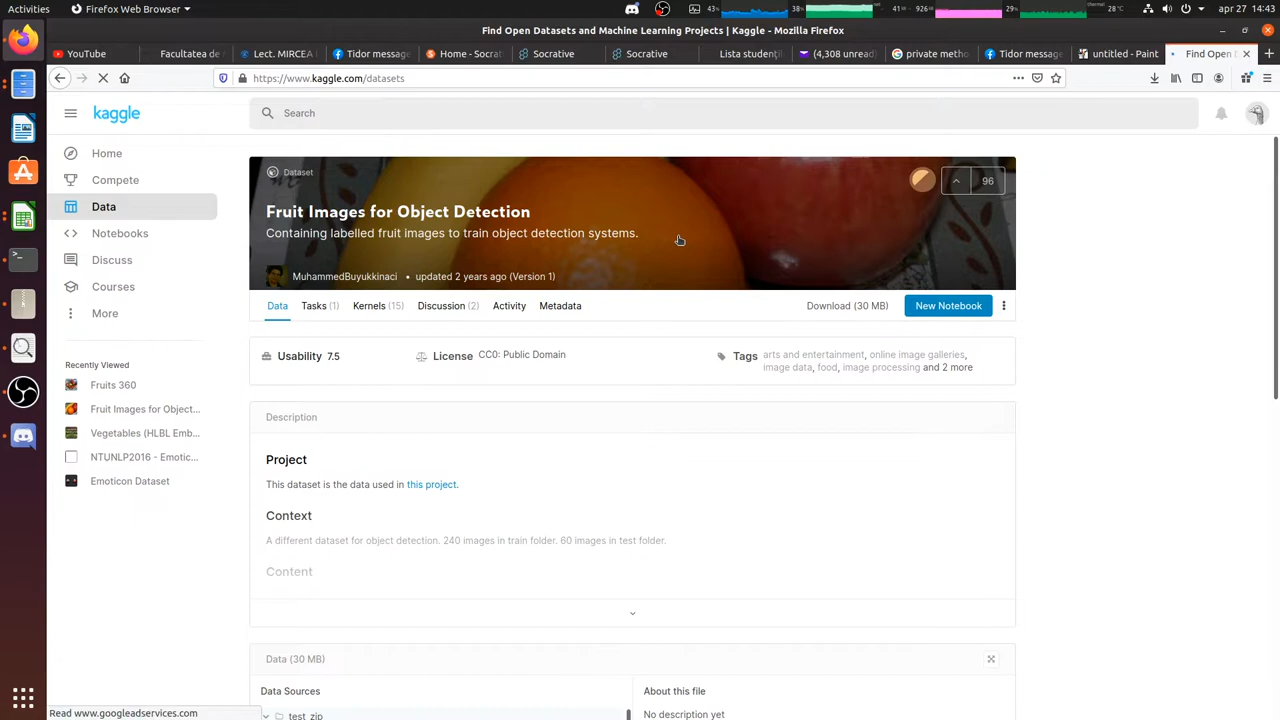 Activities Firefox Web Browser 43% 38% 41 926 29% 28°C apr 27 14:43
Find Open Datasets and Machine Learning Projects | Kaggle - Mozilla Firefox
YouTube Facultatea de Lect. MIRCEA Tidor message Home - Socrat Socrative Socrative Lista studenţil (4,308 unread) private metho Tidor message untitled - Paint Find Open
https://www.kaggle.com/datasets
kaggle Search
Home
Compete
Data
Notebooks
Discuss
Courses
More
Recently Viewed
Fruits 360
Fruit Images for Object...
Vegetables (HLBL Emb...
NTUNLP2016 - Emotic...
Emoticon Dataset
Dataset
96
Fruit Images for Object Detection
Containing labelled fruit images to train object detection systems.
MuhammedBuyukkinaci • updated 2 years ago (Version 1)
Data Tasks (1) Kernels (15) Discussion (2) Activity Metadata Download (30 MB) New Notebook
Usability 7.5 License CC0: Public Domain Tags arts and entertainment, online image galleries,
image data, food, image processing and 2 more
Description
Project
This dataset is the data used in this project.
Context
A different dataset for object detection. 240 images in train folder. 60 images in test folder.
Content
Data (30 MB)
Data Sources About this file
test_zip No description yet
Read www.googleadservices.com